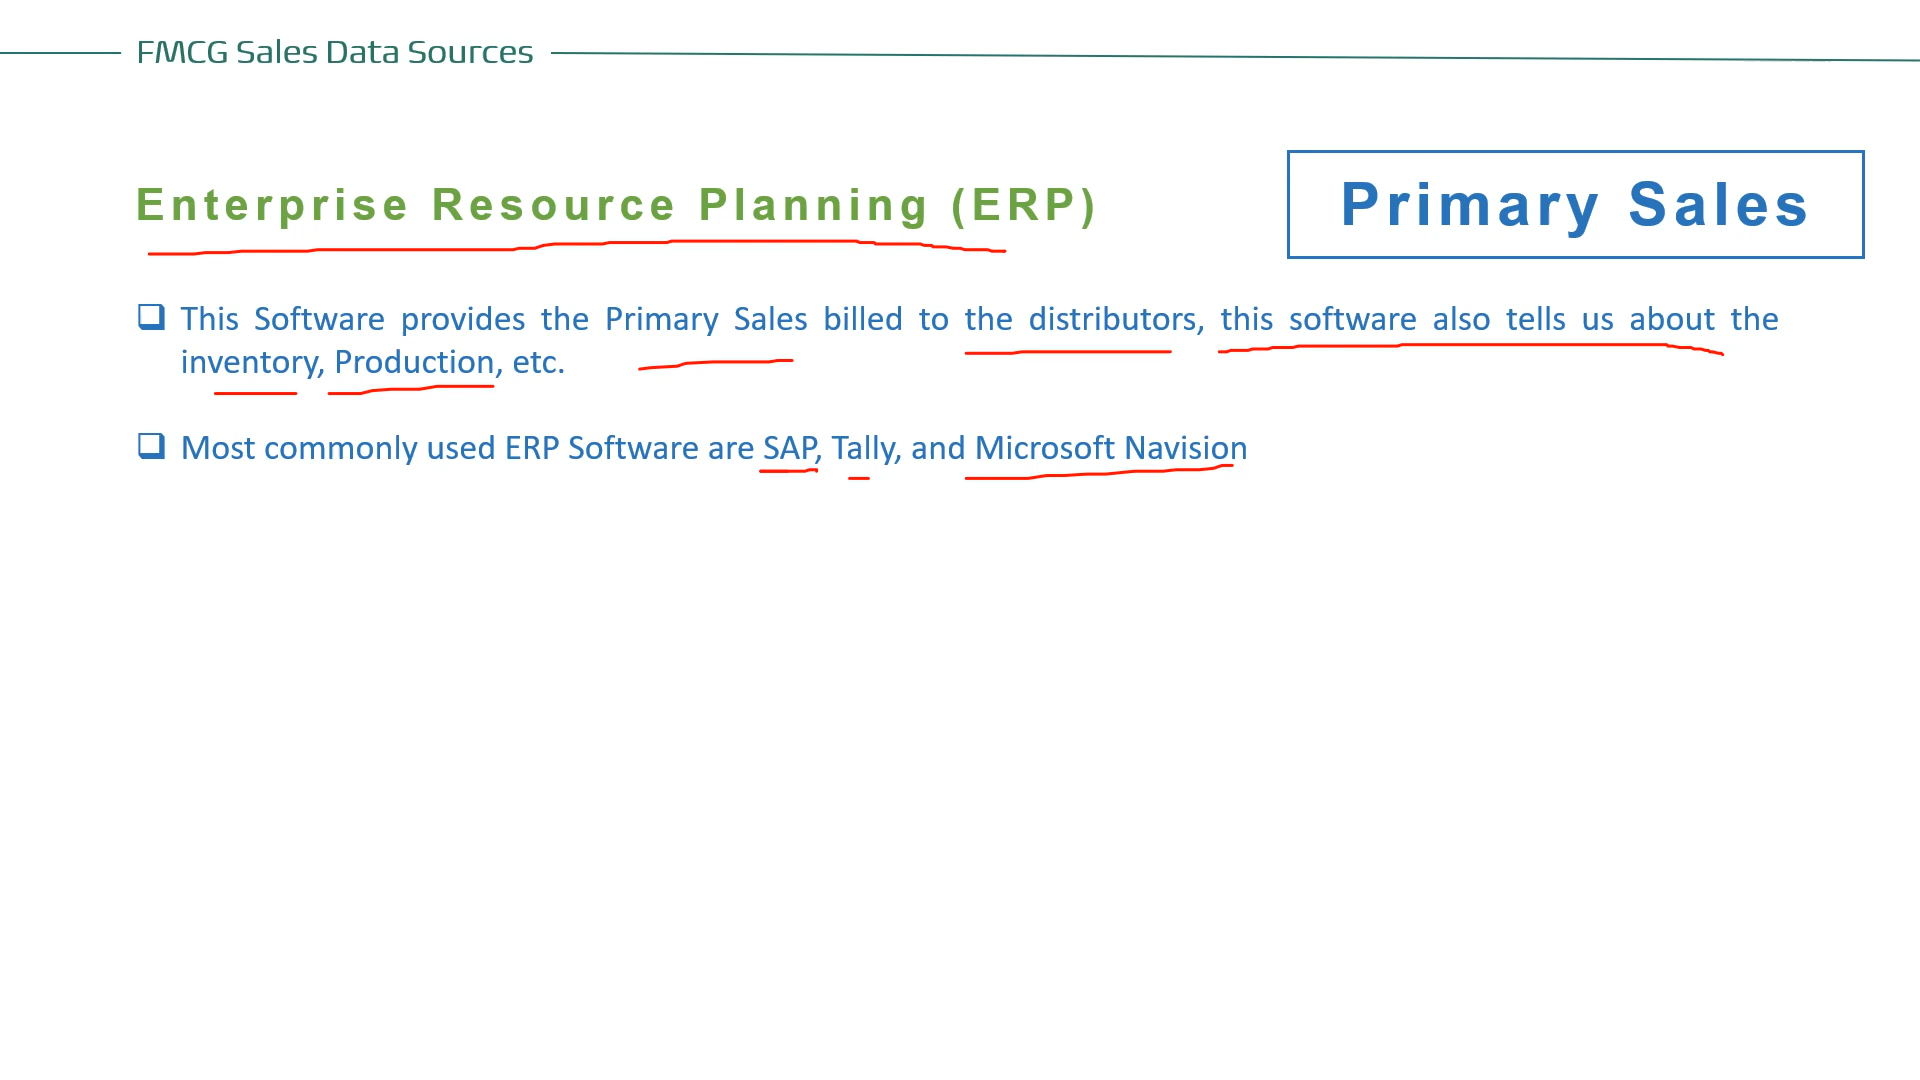 FMCG Sales Data Sources
Enterprise Resource Planning (ERP)
Primary Sales
This Software provides the Primary Sales billed to the distributors, this software also tells us about the
inventory, Production, etc.
Most commonly used ERP Software are SAP, Tally, and Microsoft Navision